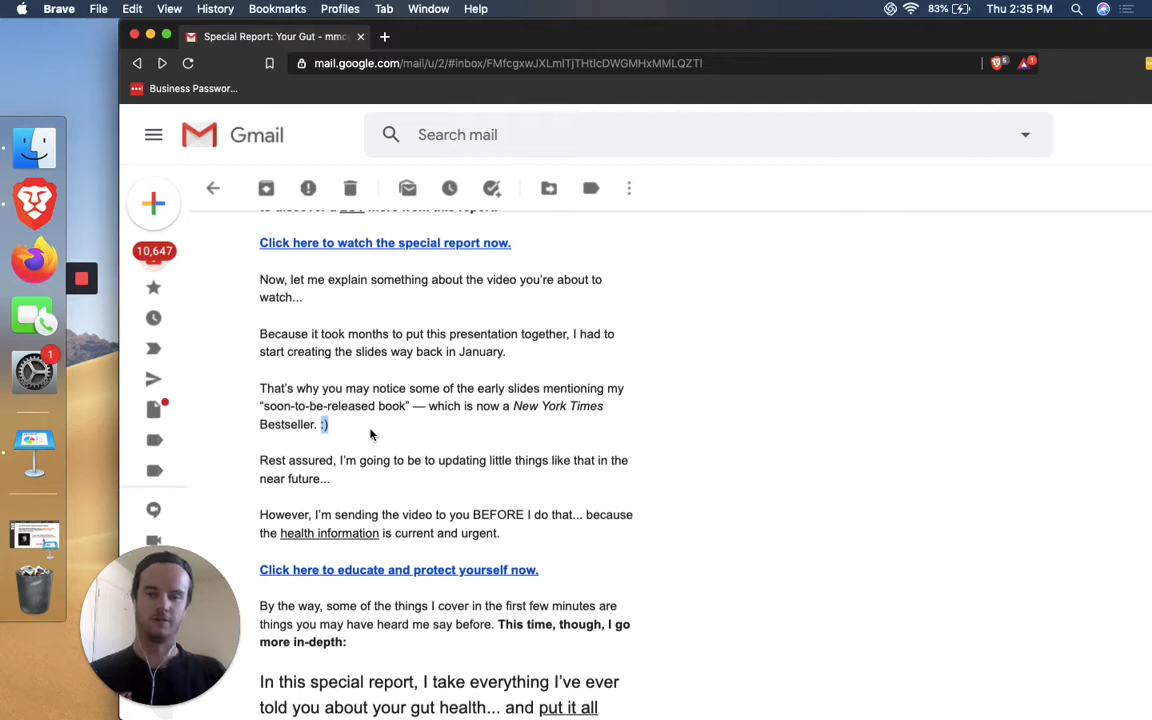 Brave File Edit View History Bookmarks Profiles Tab Window Help 83% Thu 2:35 PM
Special Report: Your Gut - mmc
mail.google.com/mail/u/2/#inbox/FMfcgxwJXLmlTjTHtlcDWGMHxMMLQZTl
5
1
Business Passwor...
Gmail
Search mail
10,647
1
Click here to watch the special report now.
Now, let me explain something about the video you’re about to
watch...
Because it took months to put this presentation together, I had to
start creating the slides way back in January.
That’s why you may notice some of the early slides mentioning my
“soon-to-be-released book” — which is now a New York Times
Bestseller. :)
Rest assured, I’m going to be to updating little things like that in the
near future...
However, I’m sending the video to you BEFORE I do that... because
the health information is current and urgent.
Click here to educate and protect yourself now.
By the way, some of the things I cover in the first few minutes are
things you may have heard me say before. This time, though, I go
more in-depth:
In this special report, I take everything I’ve ever
told you about your gut health... and put it all